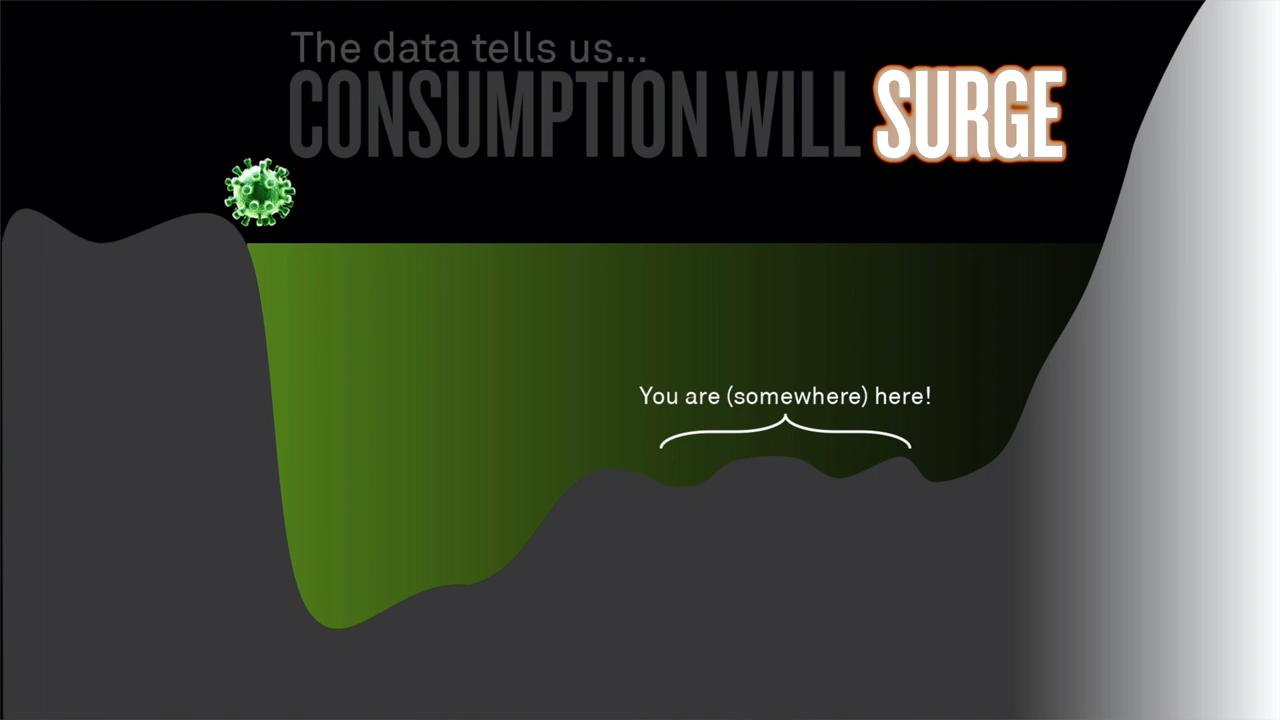 The data tells us...
CONSUMPTION WILL SURGE
You are (somewhere) here!